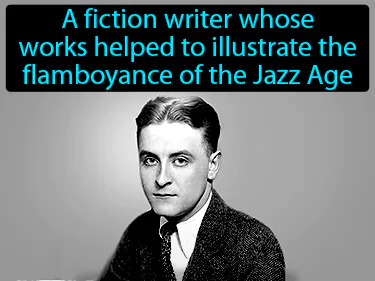 A fiction writer whose
works helped to illustrate the
flamboyance of the Jazz Age